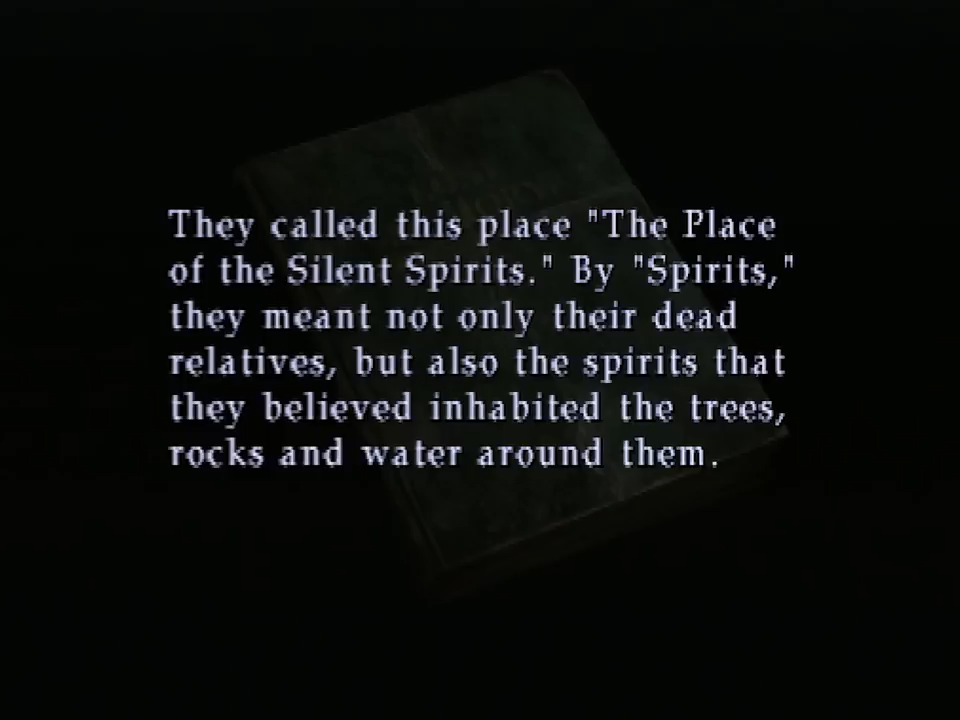 They called this place "The Place
of the Silent Spirits." By "Spirits,"
they meant not only their dead
relatives, but also the spirits that
they believed inhabited the trees,
rocks and water around them.